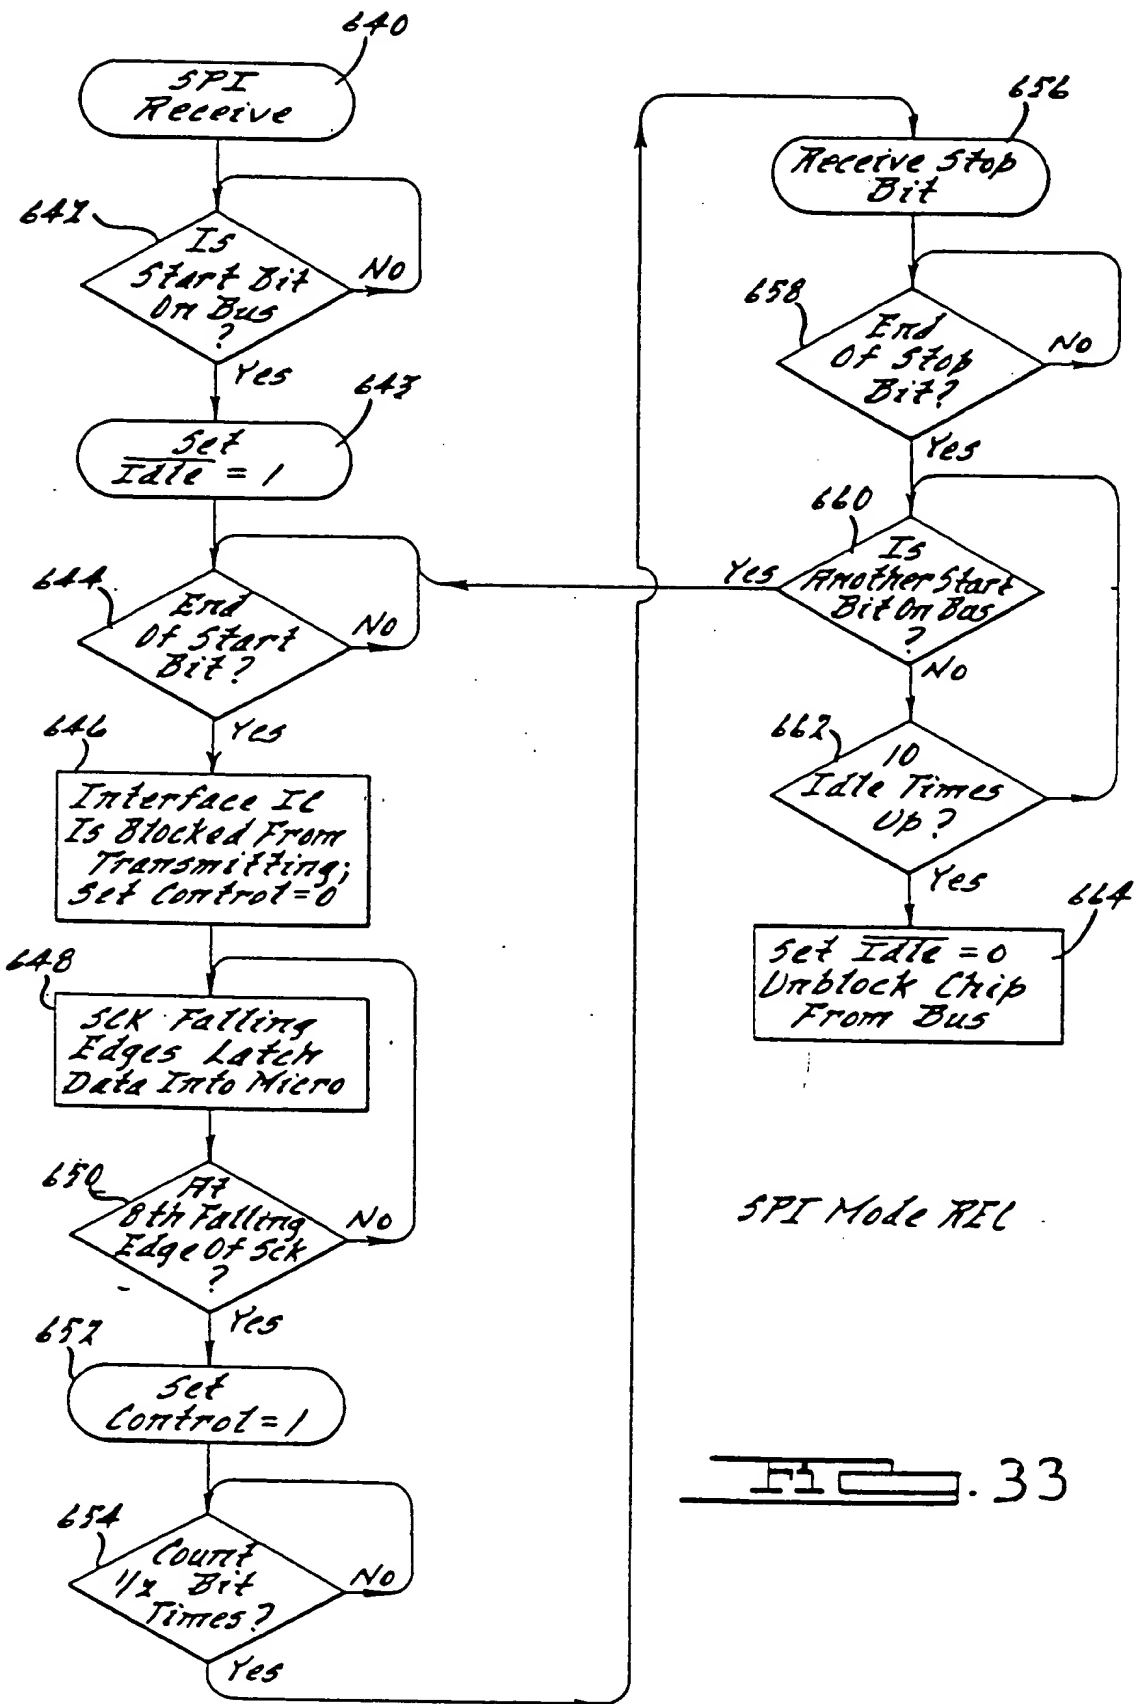 640
SPI
Receive
642
Is
Start Bit
On Bus
?
No
Yes
643
Set
I̅d̅l̅e̅ = 1
644
End
Of Start
Bit?
No
Yes
646
Interface IC
Is Blocked From
Transmitting;
Set Control = 0
648
SCK Falling
Edges Latch
Data Into Micro
650
At
8th Falling
Edge Of Sck
?
No
Yes
652
Set
Control = 1
654
Count
1/2 Bit
Times?
No
Yes
656
Receive Stop
Bit
658
End
Of Stop
Bit?
No
Yes
660
Is
Another Start
Bit On Bus
?
Yes
No
662
10
Idle Times
Up?
Yes
664
Set I̅d̅l̅e̅ = 0
Unblock Chip
From Bus
SPI Mode REC
FIG. 33